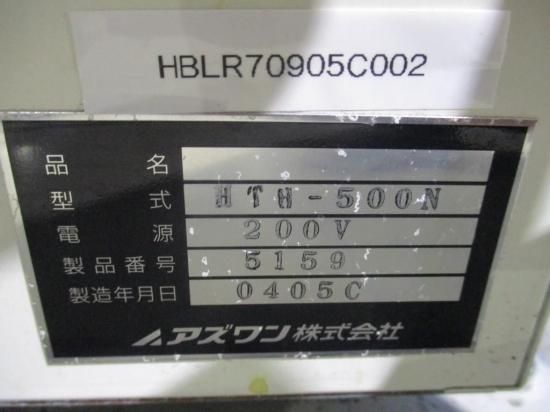 HBLR70905C002
品名
型式 HTH-500N
電源 200V
製品番号 5159
製造年月日 0405C
アズワン株式会社